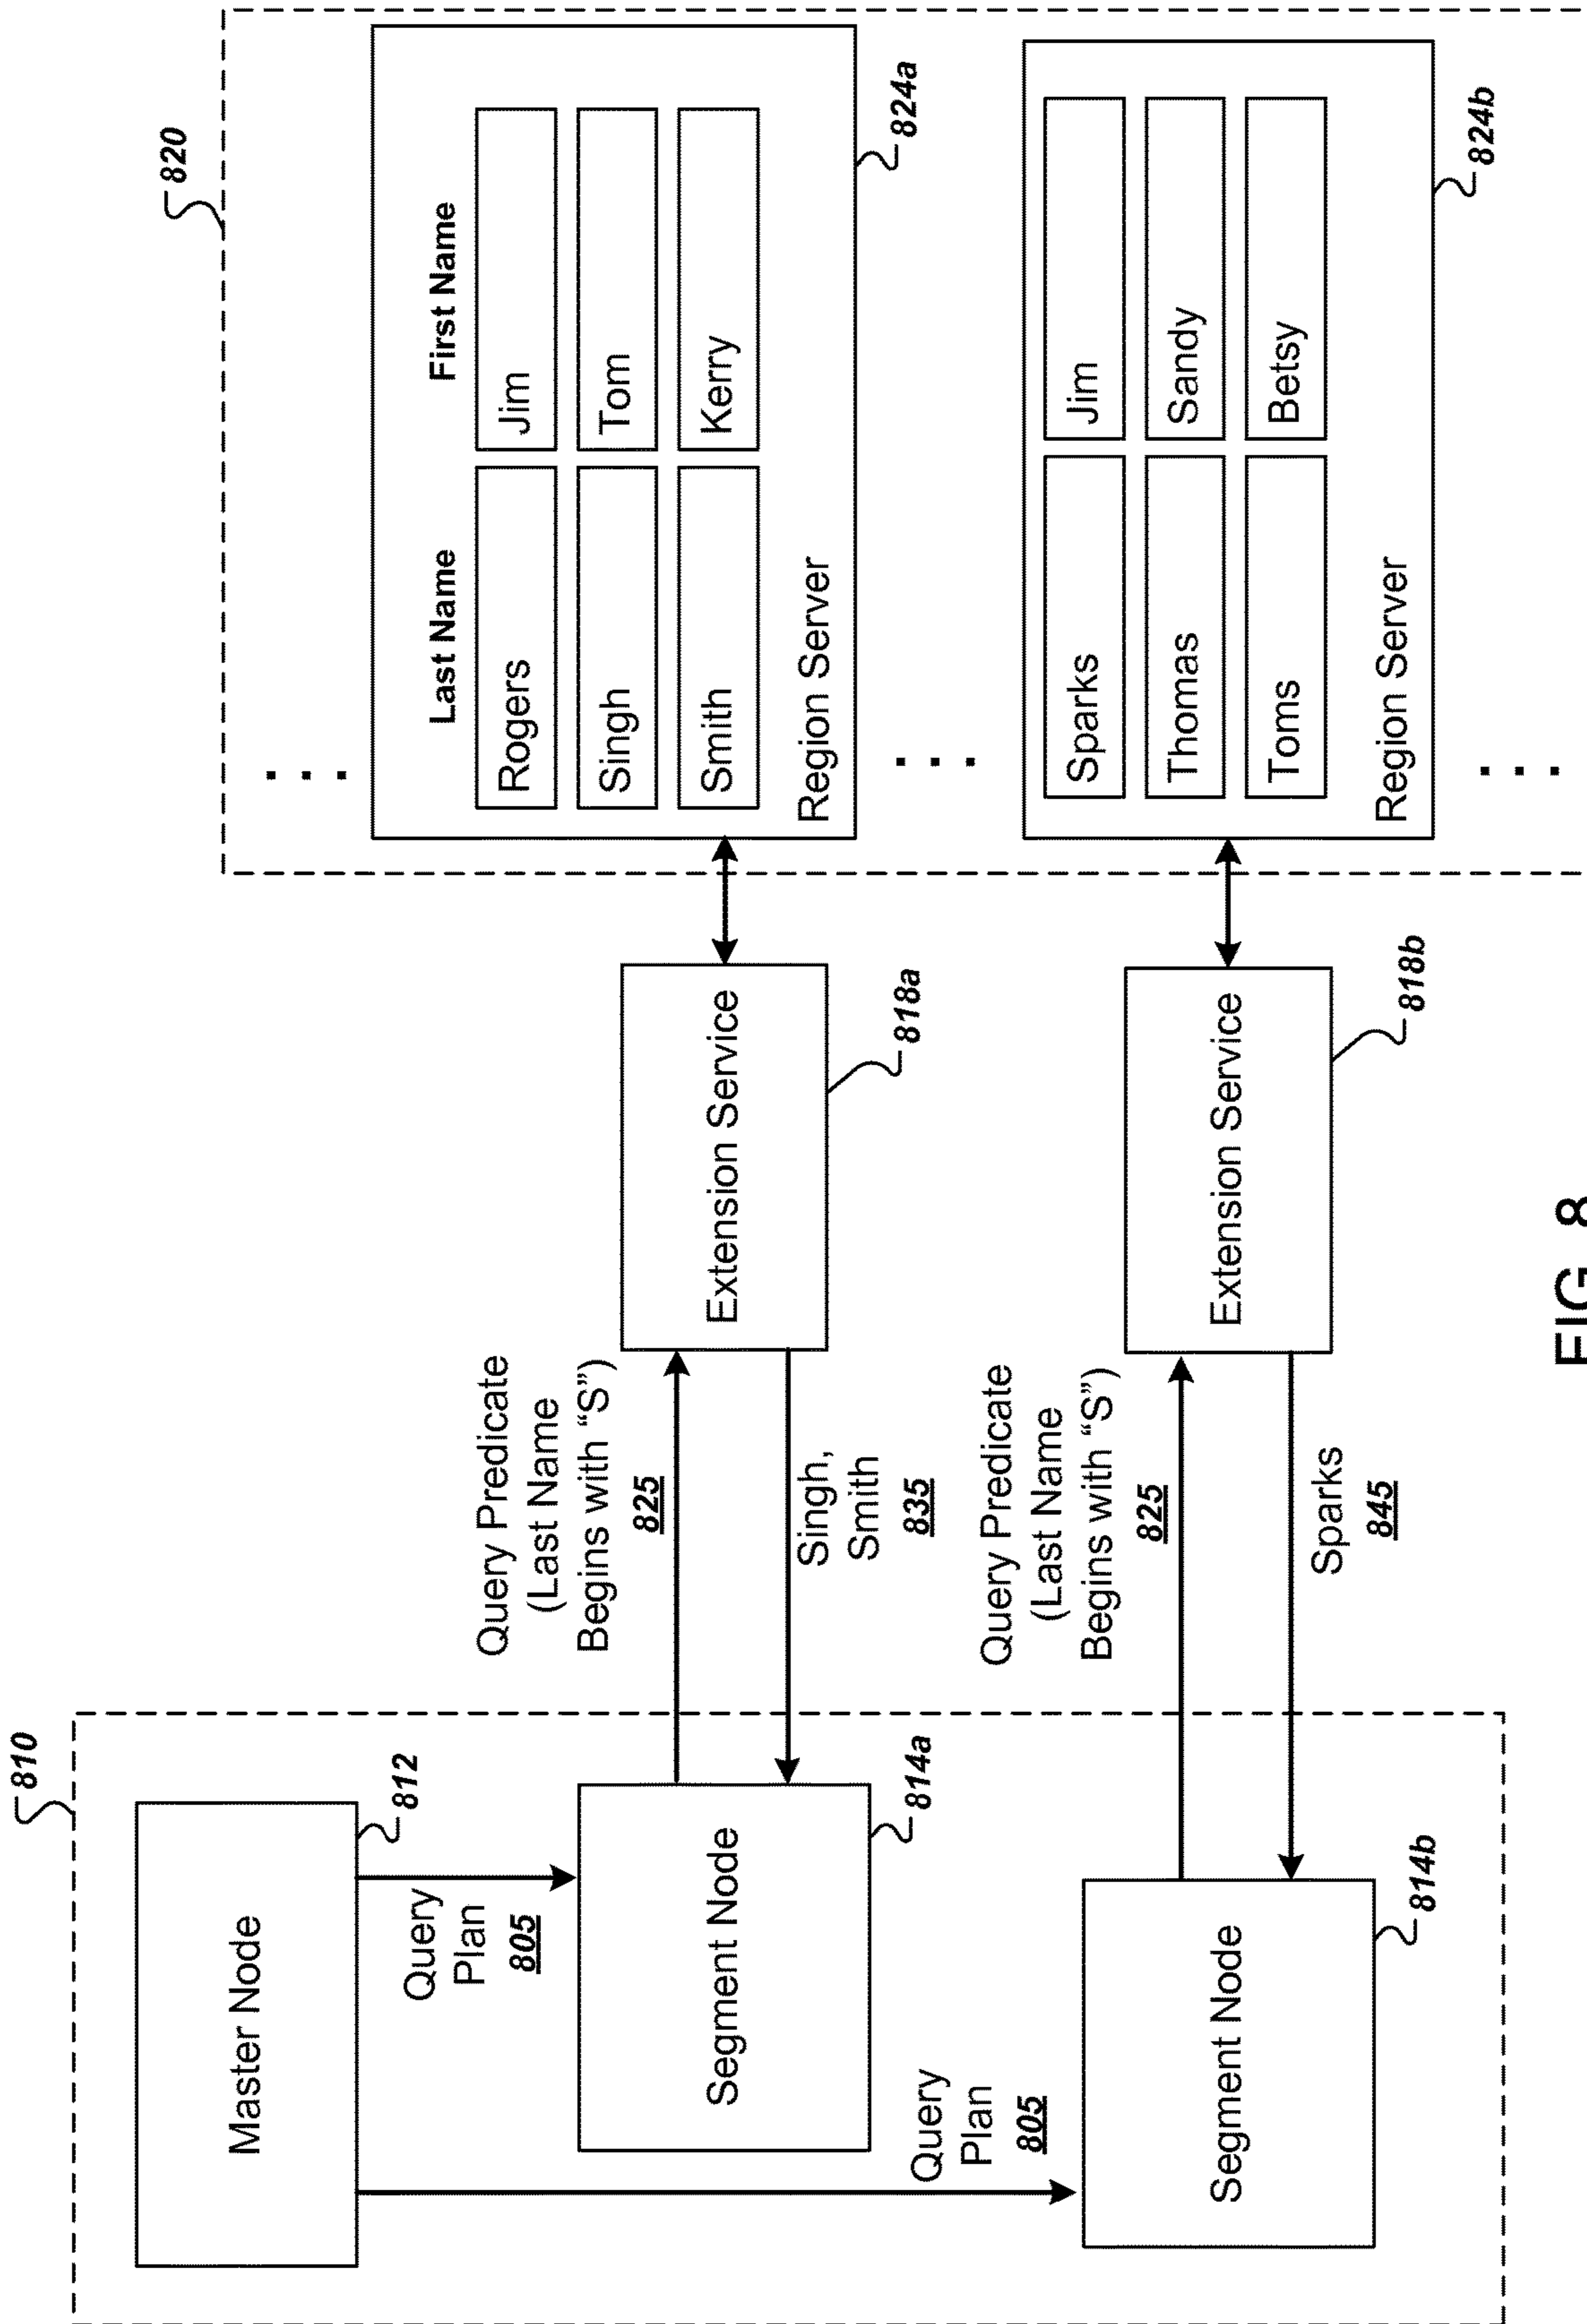 810
Master Node
812
Query
Plan
805
Segment Node
814a
Query
Plan
805
Segment Node
814b
Query Predicate
(Last Name
Begins with “S”)
825
Singh,
Smith
835
Query Predicate
(Last Name
Begins with “S”)
825
Sparks
845
Extension Service
818a
Extension Service
818b
820
Last Name First Name
Rogers Jim
Singh Tom
Smith Kerry
Region Server
824a
Sparks Jim
Thomas Sandy
Toms Betsy
Region Server
824b
FIG. 8